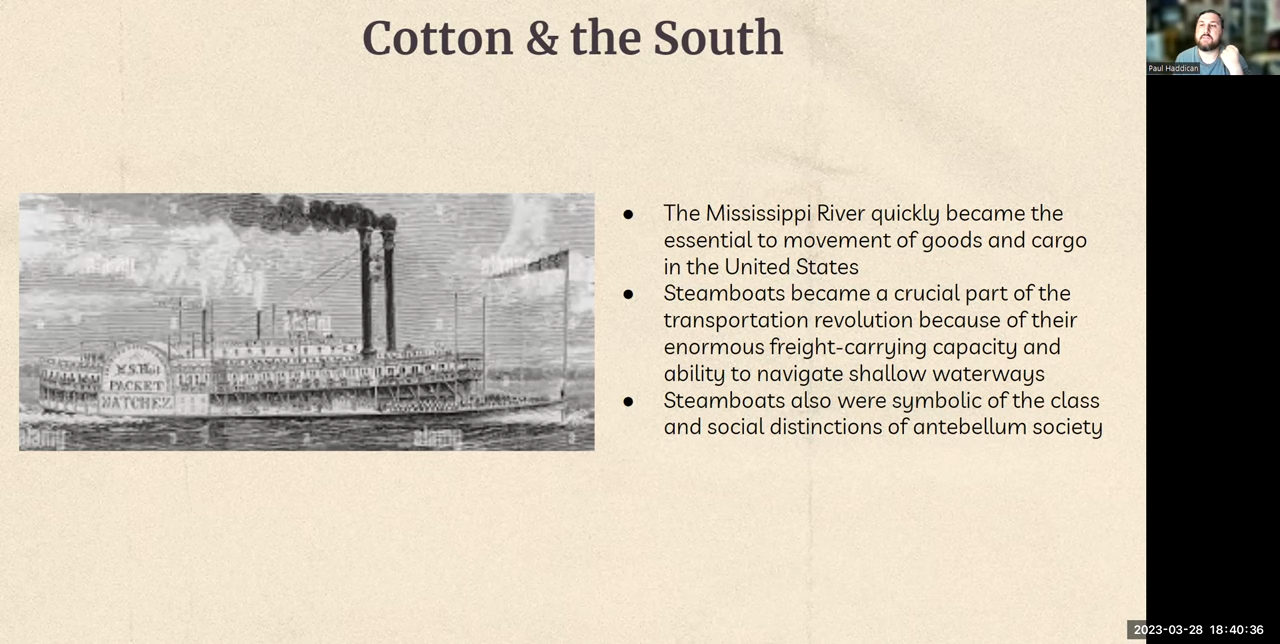 Cotton & the South
Paul Haddican
● The Mississippi River quickly became the
essential to movement of goods and cargo
in the United States
● Steamboats became a crucial part of the
transportation revolution because of their
enormous freight-carrying capacity and
ability to navigate shallow waterways
● Steamboats also were symbolic of the class
and social distinctions of antebellum society
PACKET
NATCHEZ
alamy
alamy
2023-03-28 18:40:36